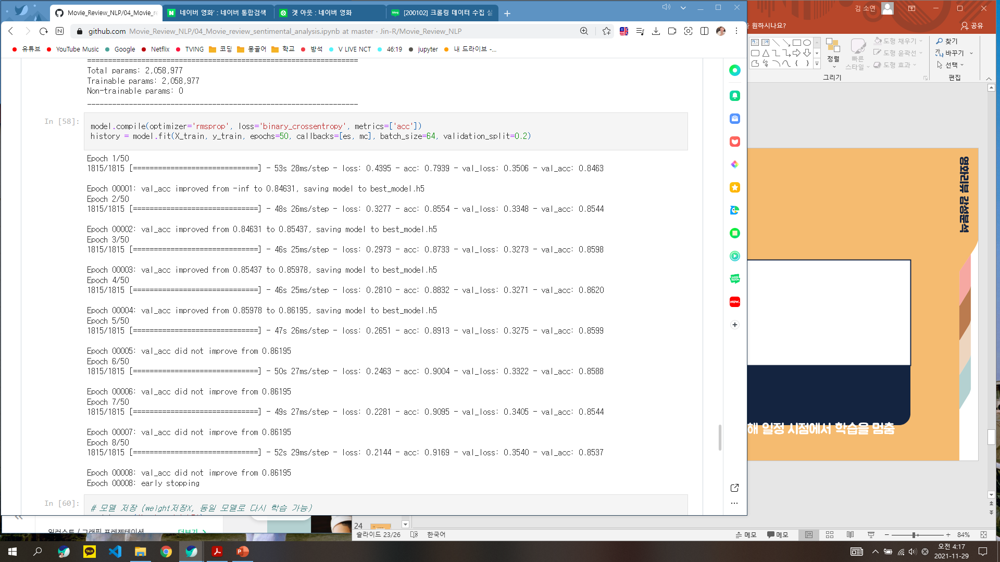 Movie_Review_NLP/04_Movie_re
네이버 영화' : 네이버 통합검색
겟 아웃 : 네이버 영화
[200102] 크롤링 데이터 수집 실
김 소연
github.com Movie_Review_NLP/04_Movie_review_sentimental_analysis.ipynb at master · Jin-R/Movie_Review_NLP
원하시나요?
공유
유튜브 YouTube Music Google Netflix TVING 코딩 몽골어 학교 방석 V LIVE NCT 46:19 jupyter 내 드라이브 -...
정렬
빠른
스타일
도형 채우기
도형 윤곽선
도형 효과
찾기
바꾸기
선택
그리기
편집
=================================================================
Total params: 2,058,977
Trainable params: 2,058,977
Non-trainable params: 0
_________________________________________________________________
In [58]:
model.compile(optimizer='rmsprop', loss='binary_crossentropy', metrics=['acc'])
history = model.fit(X_train, y_train, epochs=50, callbacks=[es, mc], batch_size=64, validation_split=0.2)
Epoch 1/50
1815/1815 [==============================] - 53s 28ms/step - loss: 0.4395 - acc: 0.7939 - val_loss: 0.3506 - val_acc: 0.8463
Epoch 00001: val_acc improved from -inf to 0.84631, saving model to best_model.h5
Epoch 2/50
1815/1815 [==============================] - 48s 26ms/step - loss: 0.3277 - acc: 0.8554 - val_loss: 0.3348 - val_acc: 0.8544
Epoch 00002: val_acc improved from 0.84631 to 0.85437, saving model to best_model.h5
Epoch 3/50
1815/1815 [==============================] - 46s 25ms/step - loss: 0.2973 - acc: 0.8733 - val_loss: 0.3273 - val_acc: 0.8598
Epoch 00003: val_acc improved from 0.85437 to 0.85978, saving model to best_model.h5
Epoch 4/50
1815/1815 [==============================] - 46s 25ms/step - loss: 0.2810 - acc: 0.8832 - val_loss: 0.3271 - val_acc: 0.8620
Epoch 00004: val_acc improved from 0.85978 to 0.86195, saving model to best_model.h5
Epoch 5/50
1815/1815 [==============================] - 47s 26ms/step - loss: 0.2651 - acc: 0.8913 - val_loss: 0.3275 - val_acc: 0.8599
Epoch 00005: val_acc did not improve from 0.86195
Epoch 6/50
1815/1815 [==============================] - 50s 27ms/step - loss: 0.2463 - acc: 0.9004 - val_loss: 0.3322 - val_acc: 0.8588
Epoch 00006: val_acc did not improve from 0.86195
Epoch 7/50
1815/1815 [==============================] - 49s 27ms/step - loss: 0.2281 - acc: 0.9095 - val_loss: 0.3405 - val_acc: 0.8544
Epoch 00007: val_acc did not improve from 0.86195
Epoch 8/50
1815/1815 [==============================] - 52s 29ms/step - loss: 0.2144 - acc: 0.9169 - val_loss: 0.3540 - val_acc: 0.8537
Epoch 00008: val_acc did not improve from 0.86195
Epoch 00008: early stopping
In [60]:
# 모델 저장 (weight저장X, 동일 모델로 다시 학습 가능)
영화리뷰 감성분석
해 일정 시점에서 학습을 멈춤
일러스트 / 그래픽 프레젠테이션
더보기
24
슬라이드 23/26
한국어
메모
메모
84%
오전 4:17
2021-11-29